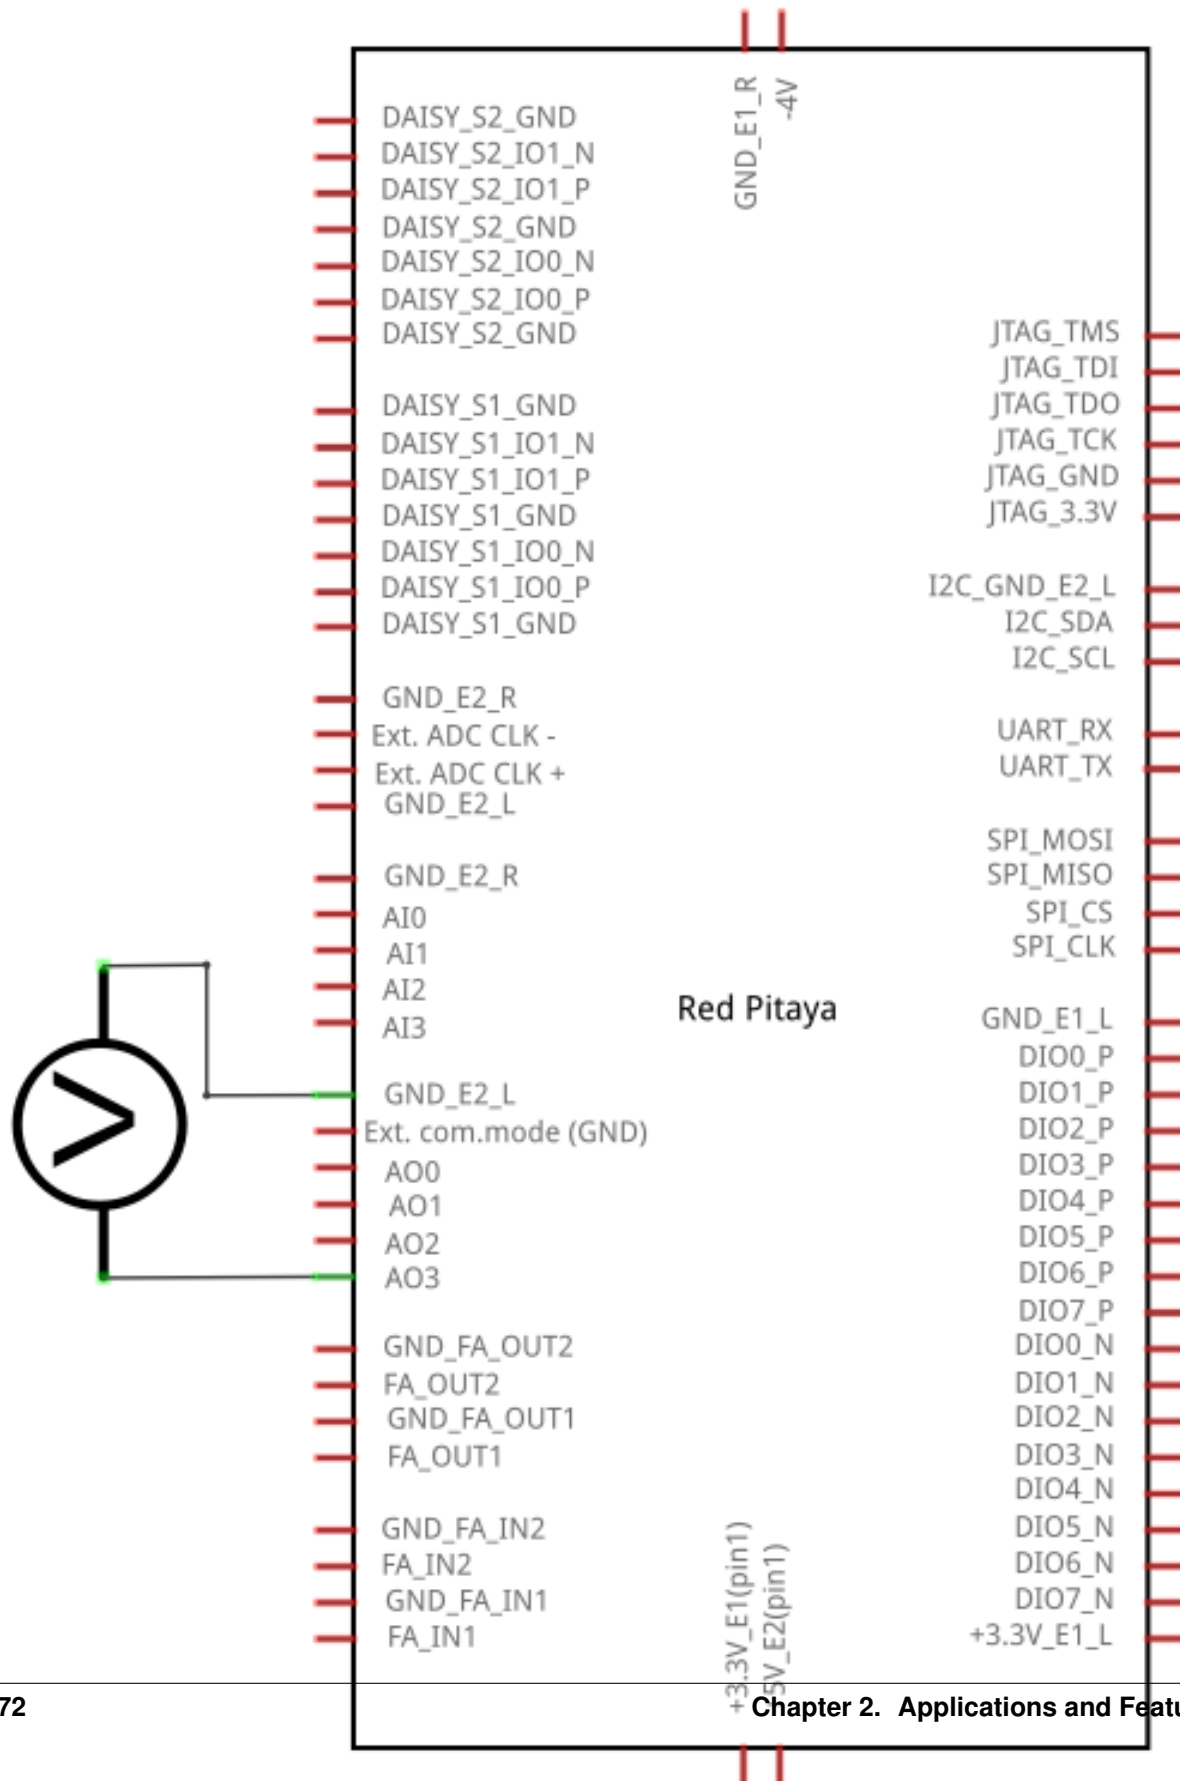 GND_E1_R
-4V
DAISY_S2_GND
DAISY_S2_IO1_N
DAISY_S2_IO1_P
DAISY_S2_GND
DAISY_S2_IO0_N
DAISY_S2_IO0_P
DAISY_S2_GND
DAISY_S1_GND
DAISY_S1_IO1_N
DAISY_S1_IO1_P
DAISY_S1_GND
DAISY_S1_IO0_N
DAISY_S1_IO0_P
DAISY_S1_GND
GND_E2_R
Ext. ADC CLK -
Ext. ADC CLK +
GND_E2_L
GND_E2_R
AI0
AI1
AI2
AI3
GND_E2_L
Ext. com.mode (GND)
AO0
AO1
AO2
AO3
GND_FA_OUT2
FA_OUT2
GND_FA_OUT1
FA_OUT1
GND_FA_IN2
FA_IN2
GND_FA_IN1
FA_IN1
V
Red Pitaya
JTAG_TMS
JTAG_TDI
JTAG_TDO
JTAG_TCK
JTAG_GND
JTAG_3.3V
I2C_GND_E2_L
I2C_SDA
I2C_SCL
UART_RX
UART_TX
SPI_MOSI
SPI_MISO
SPI_CS
SPI_CLK
GND_E1_L
DIO0_P
DIO1_P
DIO2_P
DIO3_P
DIO4_P
DIO5_P
DIO6_P
DIO7_P
DIO0_N
DIO1_N
DIO2_N
DIO3_N
DIO4_N
DIO5_N
DIO6_N
DIO7_N
+3.3V_E1_L
+3.3V_E1(pin1)
5V_E2(pin1)
72
Chapter 2. Applications and Featu